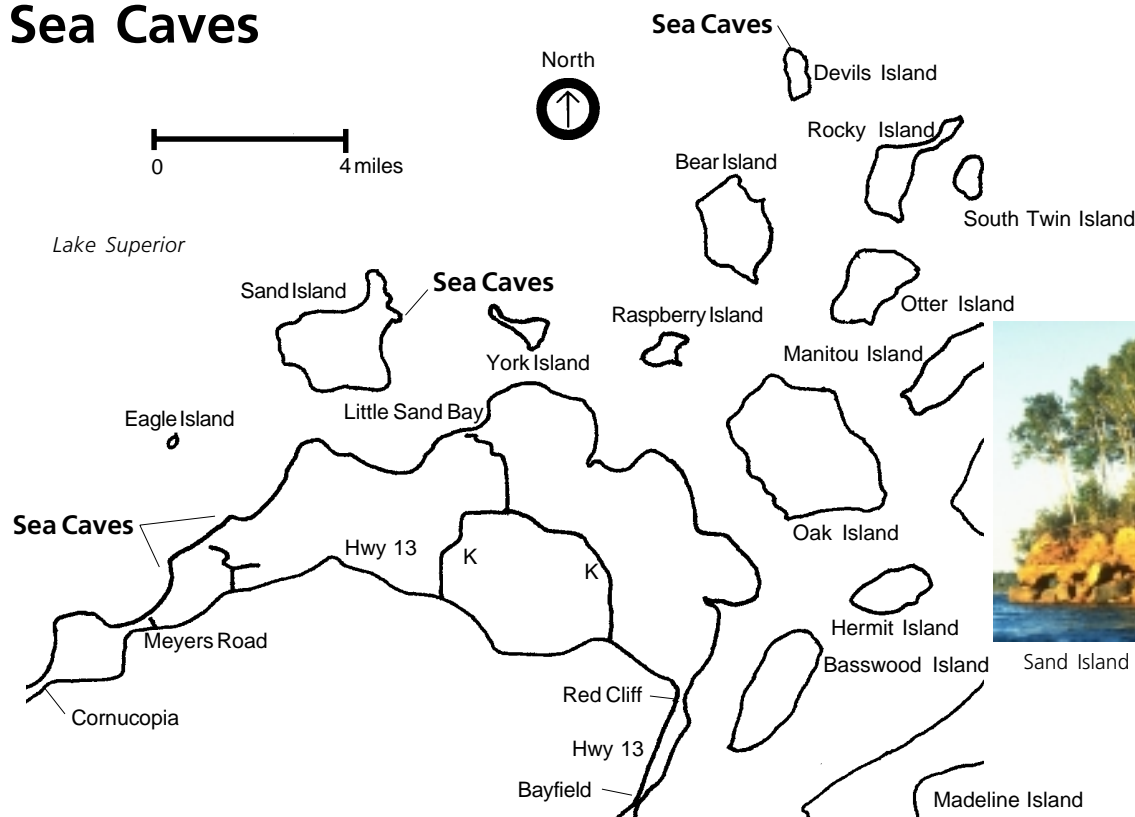 Sea Caves
Sea Caves
North
Devils Island
0
4 miles
Rocky Island
Bear Island
South Twin Island
Lake Superior
Sand Island
Sea Caves
Otter Island
Raspberry Island
York Island
Manitou Island
Little Sand Bay
Eagle Island
Sea Caves
Oak Island
Hwy 13
K
K
Hermit Island
Meyers Road
Basswood Island
Sand Island
Red Cliff
Cornucopia
Hwy 13
Bayfield
Madeline Island